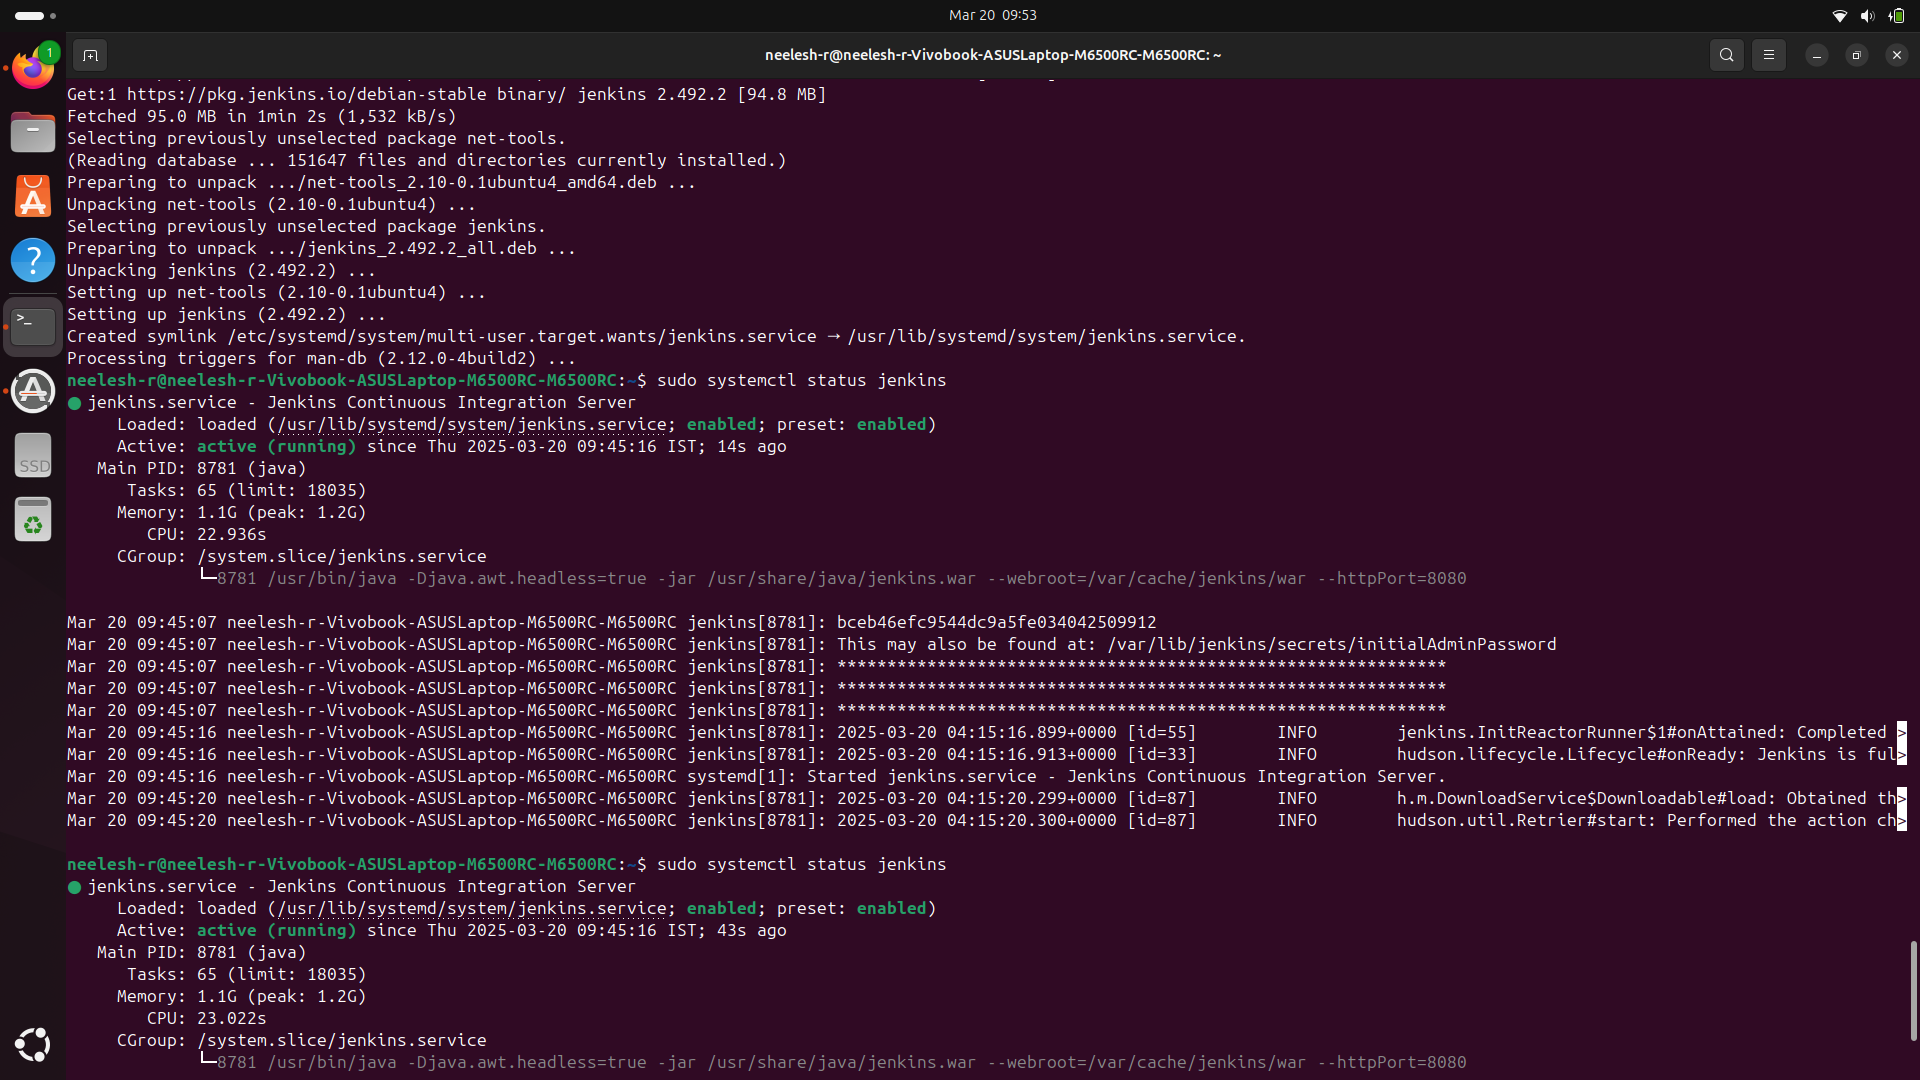 Mar 20 09:53
1
neelesh-r@neelesh-r-Vivobook-ASUSLaptop-M6500RC-M6500RC: ~
Get:1 https://pkg.jenkins.io/debian-stable binary/ jenkins 2.492.2 [94.8 MB]
Fetched 95.0 MB in 1min 2s (1,532 kB/s)
Selecting previously unselected package net-tools.
(Reading database ... 151647 files and directories currently installed.)
Preparing to unpack .../net-tools_2.10-0.1ubuntu4_amd64.deb ...
Unpacking net-tools (2.10-0.1ubuntu4) ...
Selecting previously unselected package jenkins.
Preparing to unpack .../jenkins_2.492.2_all.deb ...
Unpacking jenkins (2.492.2) ...
Setting up net-tools (2.10-0.1ubuntu4) ...
Setting up jenkins (2.492.2) ...
Created symlink /etc/systemd/system/multi-user.target.wants/jenkins.service → /usr/lib/systemd/system/jenkins.service.
Processing triggers for man-db (2.12.0-4build2) ...
neelesh-r@neelesh-r-Vivobook-ASUSLaptop-M6500RC-M6500RC:~$ sudo systemctl status jenkins
● jenkins.service - Jenkins Continuous Integration Server
Loaded: loaded (/usr/lib/systemd/system/jenkins.service; enabled; preset: enabled)
Active: active (running) since Thu 2025-03-20 09:45:16 IST; 14s ago
Main PID: 8781 (java)
Tasks: 65 (limit: 18035)
Memory: 1.1G (peak: 1.2G)
CPU: 22.936s
CGroup: /system.slice/jenkins.service
└─8781 /usr/bin/java -Djava.awt.headless=true -jar /usr/share/java/jenkins.war --webroot=/var/cache/jenkins/war --httpPort=8080
Mar 20 09:45:07 neelesh-r-Vivobook-ASUSLaptop-M6500RC-M6500RC jenkins[8781]: bceb46efc9544dc9a5fe034042509912
Mar 20 09:45:07 neelesh-r-Vivobook-ASUSLaptop-M6500RC-M6500RC jenkins[8781]: This may also be found at: /var/lib/jenkins/secrets/initialAdminPassword
Mar 20 09:45:07 neelesh-r-Vivobook-ASUSLaptop-M6500RC-M6500RC jenkins[8781]: *************************************************************
Mar 20 09:45:07 neelesh-r-Vivobook-ASUSLaptop-M6500RC-M6500RC jenkins[8781]: *************************************************************
Mar 20 09:45:07 neelesh-r-Vivobook-ASUSLaptop-M6500RC-M6500RC jenkins[8781]: *************************************************************
Mar 20 09:45:16 neelesh-r-Vivobook-ASUSLaptop-M6500RC-M6500RC jenkins[8781]: 2025-03-20 04:15:16.899+0000 [id=55]        INFO        jenkins.InitReactorRunner$1#onAttained: Completed >
Mar 20 09:45:16 neelesh-r-Vivobook-ASUSLaptop-M6500RC-M6500RC jenkins[8781]: 2025-03-20 04:15:16.913+0000 [id=33]        INFO        hudson.lifecycle.Lifecycle#onReady: Jenkins is ful>
Mar 20 09:45:16 neelesh-r-Vivobook-ASUSLaptop-M6500RC-M6500RC systemd[1]: Started jenkins.service - Jenkins Continuous Integration Server.
Mar 20 09:45:20 neelesh-r-Vivobook-ASUSLaptop-M6500RC-M6500RC jenkins[8781]: 2025-03-20 04:15:20.299+0000 [id=87]        INFO        h.m.DownloadService$Downloadable#load: Obtained th>
Mar 20 09:45:20 neelesh-r-Vivobook-ASUSLaptop-M6500RC-M6500RC jenkins[8781]: 2025-03-20 04:15:20.300+0000 [id=87]        INFO        hudson.util.Retrier#start: Performed the action ch>
neelesh-r@neelesh-r-Vivobook-ASUSLaptop-M6500RC-M6500RC:~$ sudo systemctl status jenkins
● jenkins.service - Jenkins Continuous Integration Server
Loaded: loaded (/usr/lib/systemd/system/jenkins.service; enabled; preset: enabled)
Active: active (running) since Thu 2025-03-20 09:45:16 IST; 43s ago
Main PID: 8781 (java)
Tasks: 65 (limit: 18035)
Memory: 1.1G (peak: 1.2G)
CPU: 23.022s
CGroup: /system.slice/jenkins.service
└─8781 /usr/bin/java -Djava.awt.headless=true -jar /usr/share/java/jenkins.war --webroot=/var/cache/jenkins/war --httpPort=8080
SSD